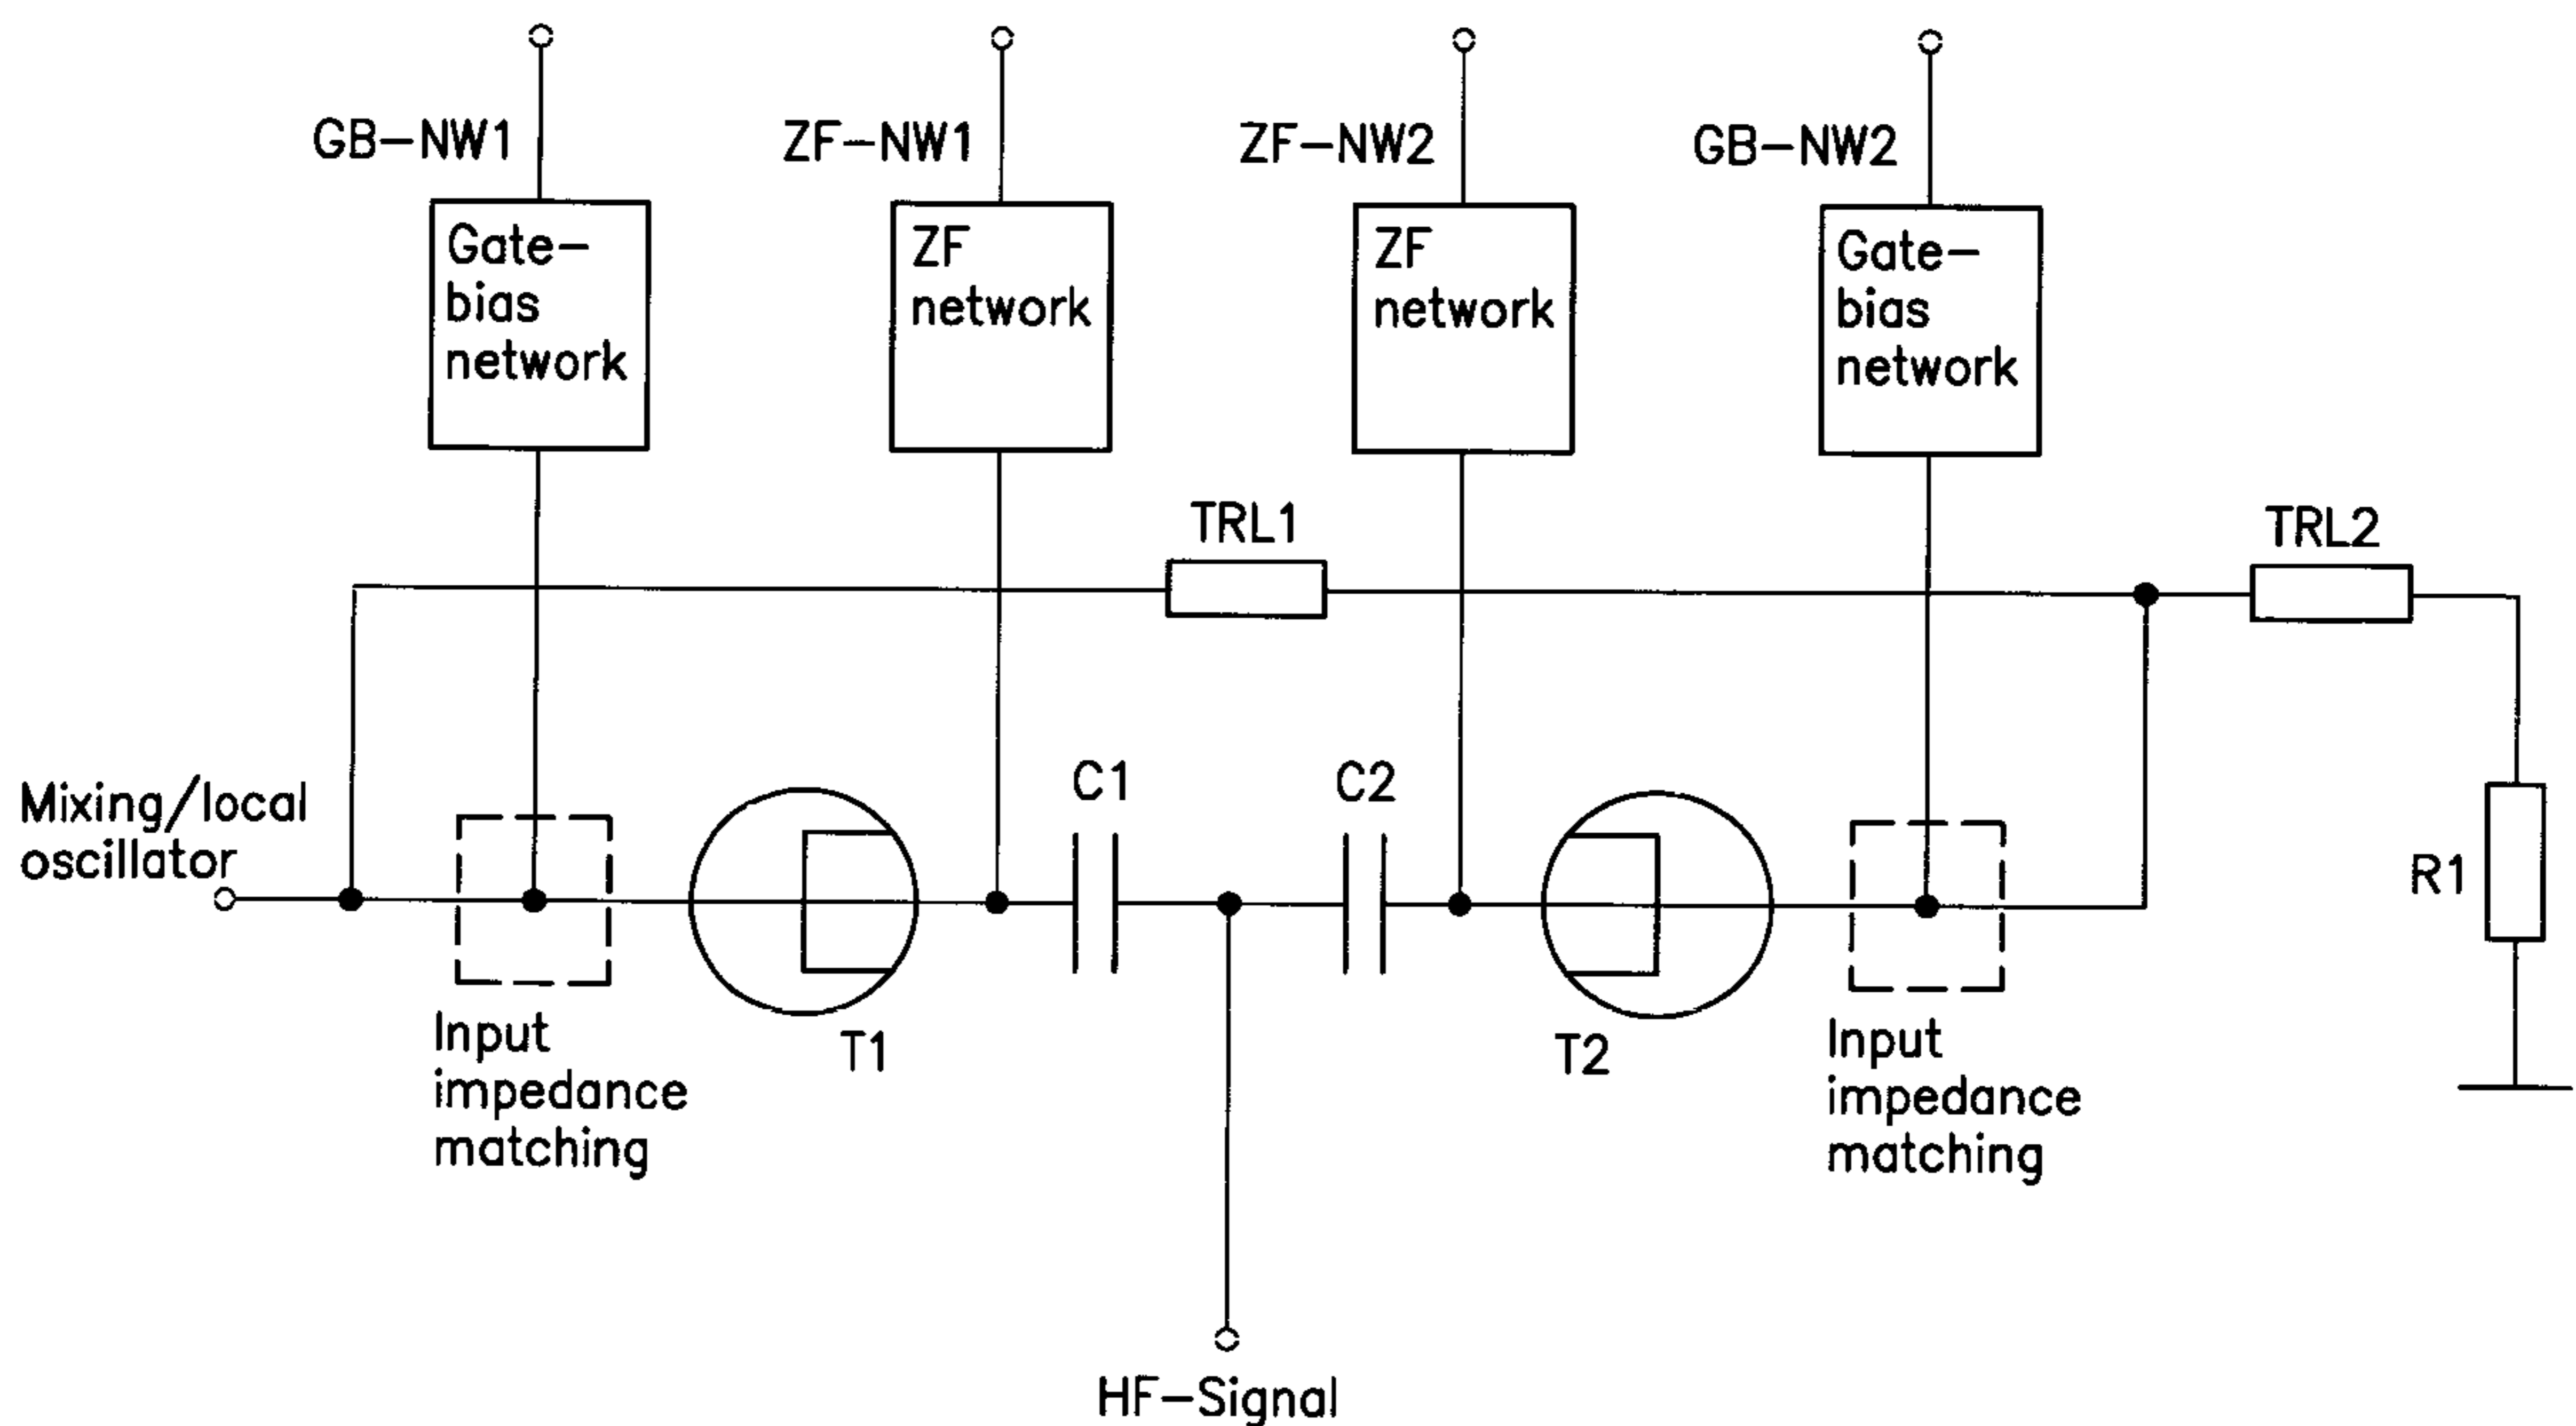 GB-NW1
ZF-NW1
ZF-NW2
GB-NW2
Gate-
bias
network
ZF
network
ZF
network
Gate-
bias
network
TRL1
TRL2
Mixing/local
oscillator
C1
C2
R1
Input
impedance
matching
T1
T2
Input
impedance
matching
HF-Signal